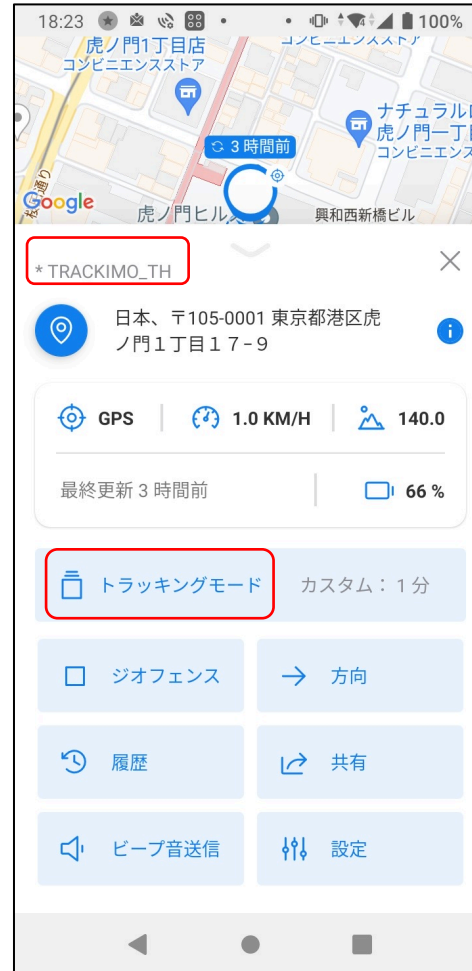 18:23
100%
虎ノ門1丁目店
コンビニエンスストア
コンビニエンスストア
ナチュラル
虎ノ門一丁
コンビニエンス
3 時間前
Google
虎ノ門ヒル
興和西新橋ビル
* TRACKIMO_TH
日本、〒105-0001 東京都港区虎
ノ門１丁目１７−９
GPS
1.0 KM/H
140.0
最終更新 3 時間前
66 %
トラッキングモード
カスタム： 1 分
ジオフェンス
方向
履歴
共有
ビープ音送信
設定